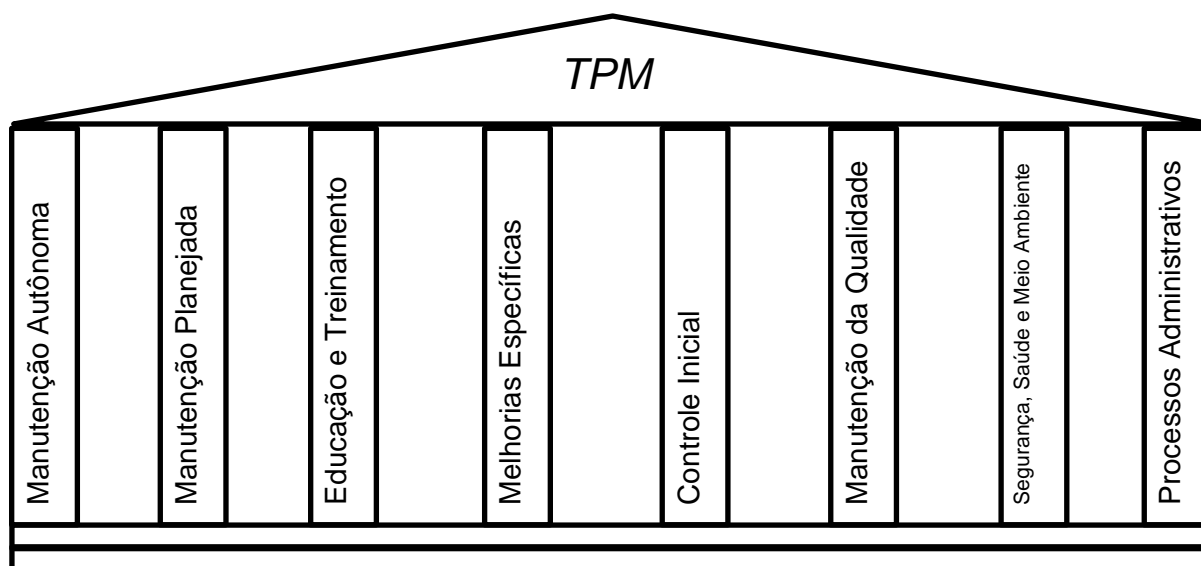 TPM
Manutenção Autônoma
Manutenção Planejada
Educação e Treinamento
Melhorias Específicas
Controle Inicial
Manutenção da Qualidade
Segurança, Saúde e Meio Ambiente
Processos Administrativos